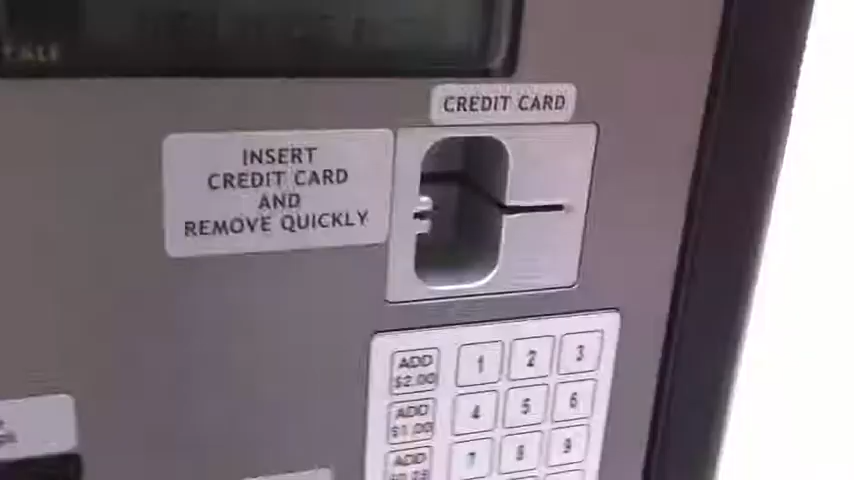 CREDIT CARD
INSERT
CREDIT CARD
AND
REMOVE QUICKLY
ADD
$2.00
1
2
3
ADD
$1.00
4
5
6
ADD
7
8
9